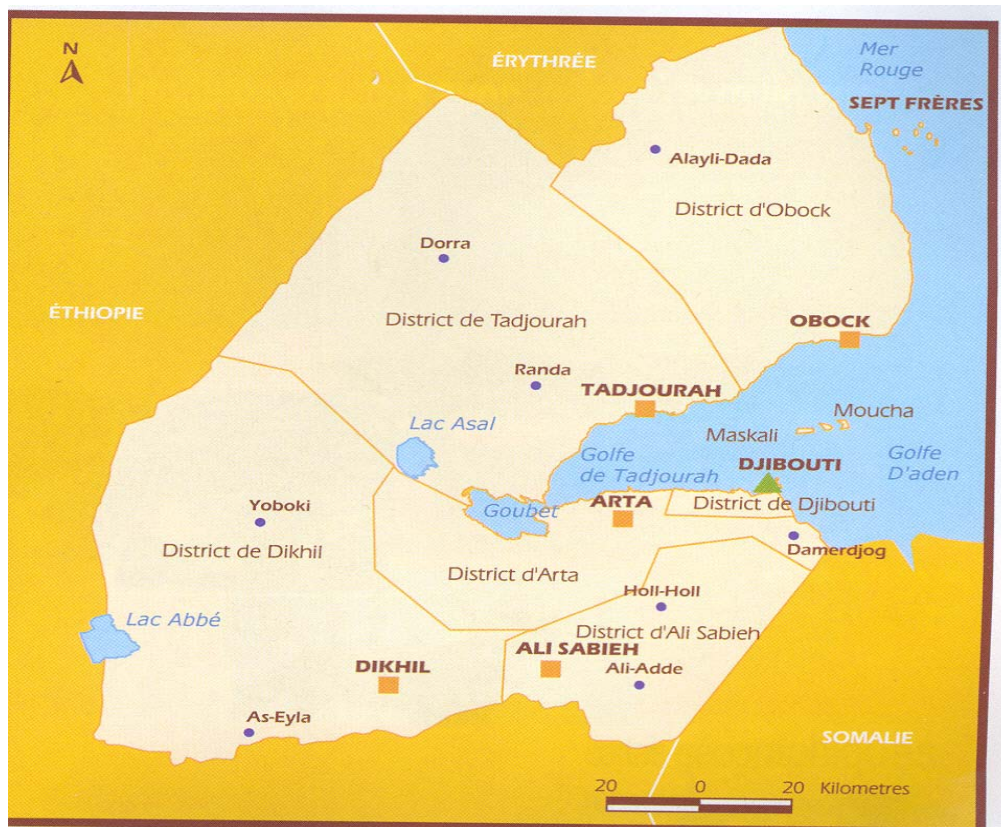 N
ÉRYTHRÉE
Mer
Rouge
SEPT FRÈRES
Alayli-Dada
District d'Obock
Dorra
ÉTHIOPIE
District de Tadjourah
OBOCK
Randa
TADJOURAH
Lac Asal
Moucha
Maskali
Golfe
de Tadjourah
Golfe
D'aden
DJIBOUTI
Goubet
ARTA
District de Djibouti
Yoboki
District de Dikhil
Damerdjog
District d'Arta
Holl-Holl
Lac Abbé
District d'Ali Sabieh
ALI SABIEH
DIKHIL
Ali-Adde
As-Eyla
SOMALIE
20 0 20 Kilometres